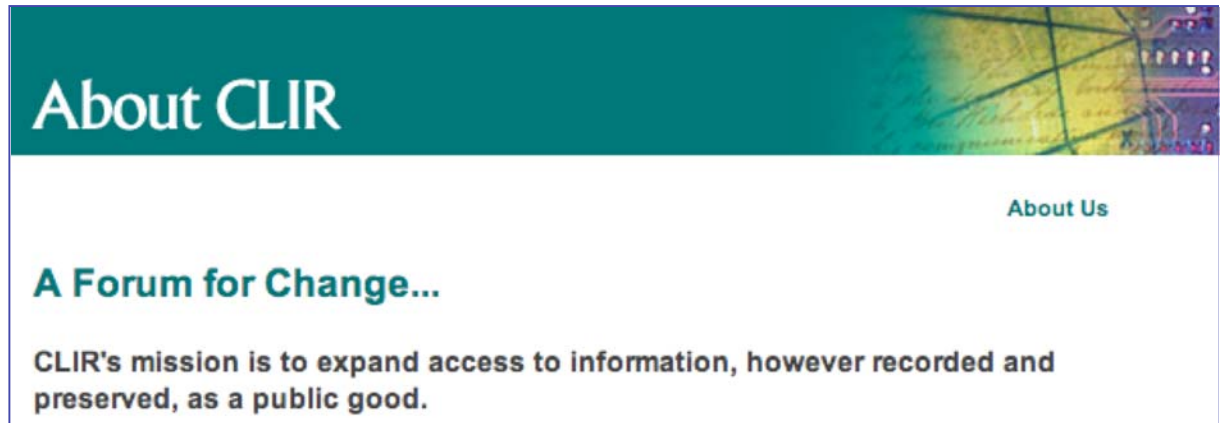 About CLIR
About Us
A Forum for Change...
CLIR's mission is to expand access to information, however recorded and
preserved, as a public good.